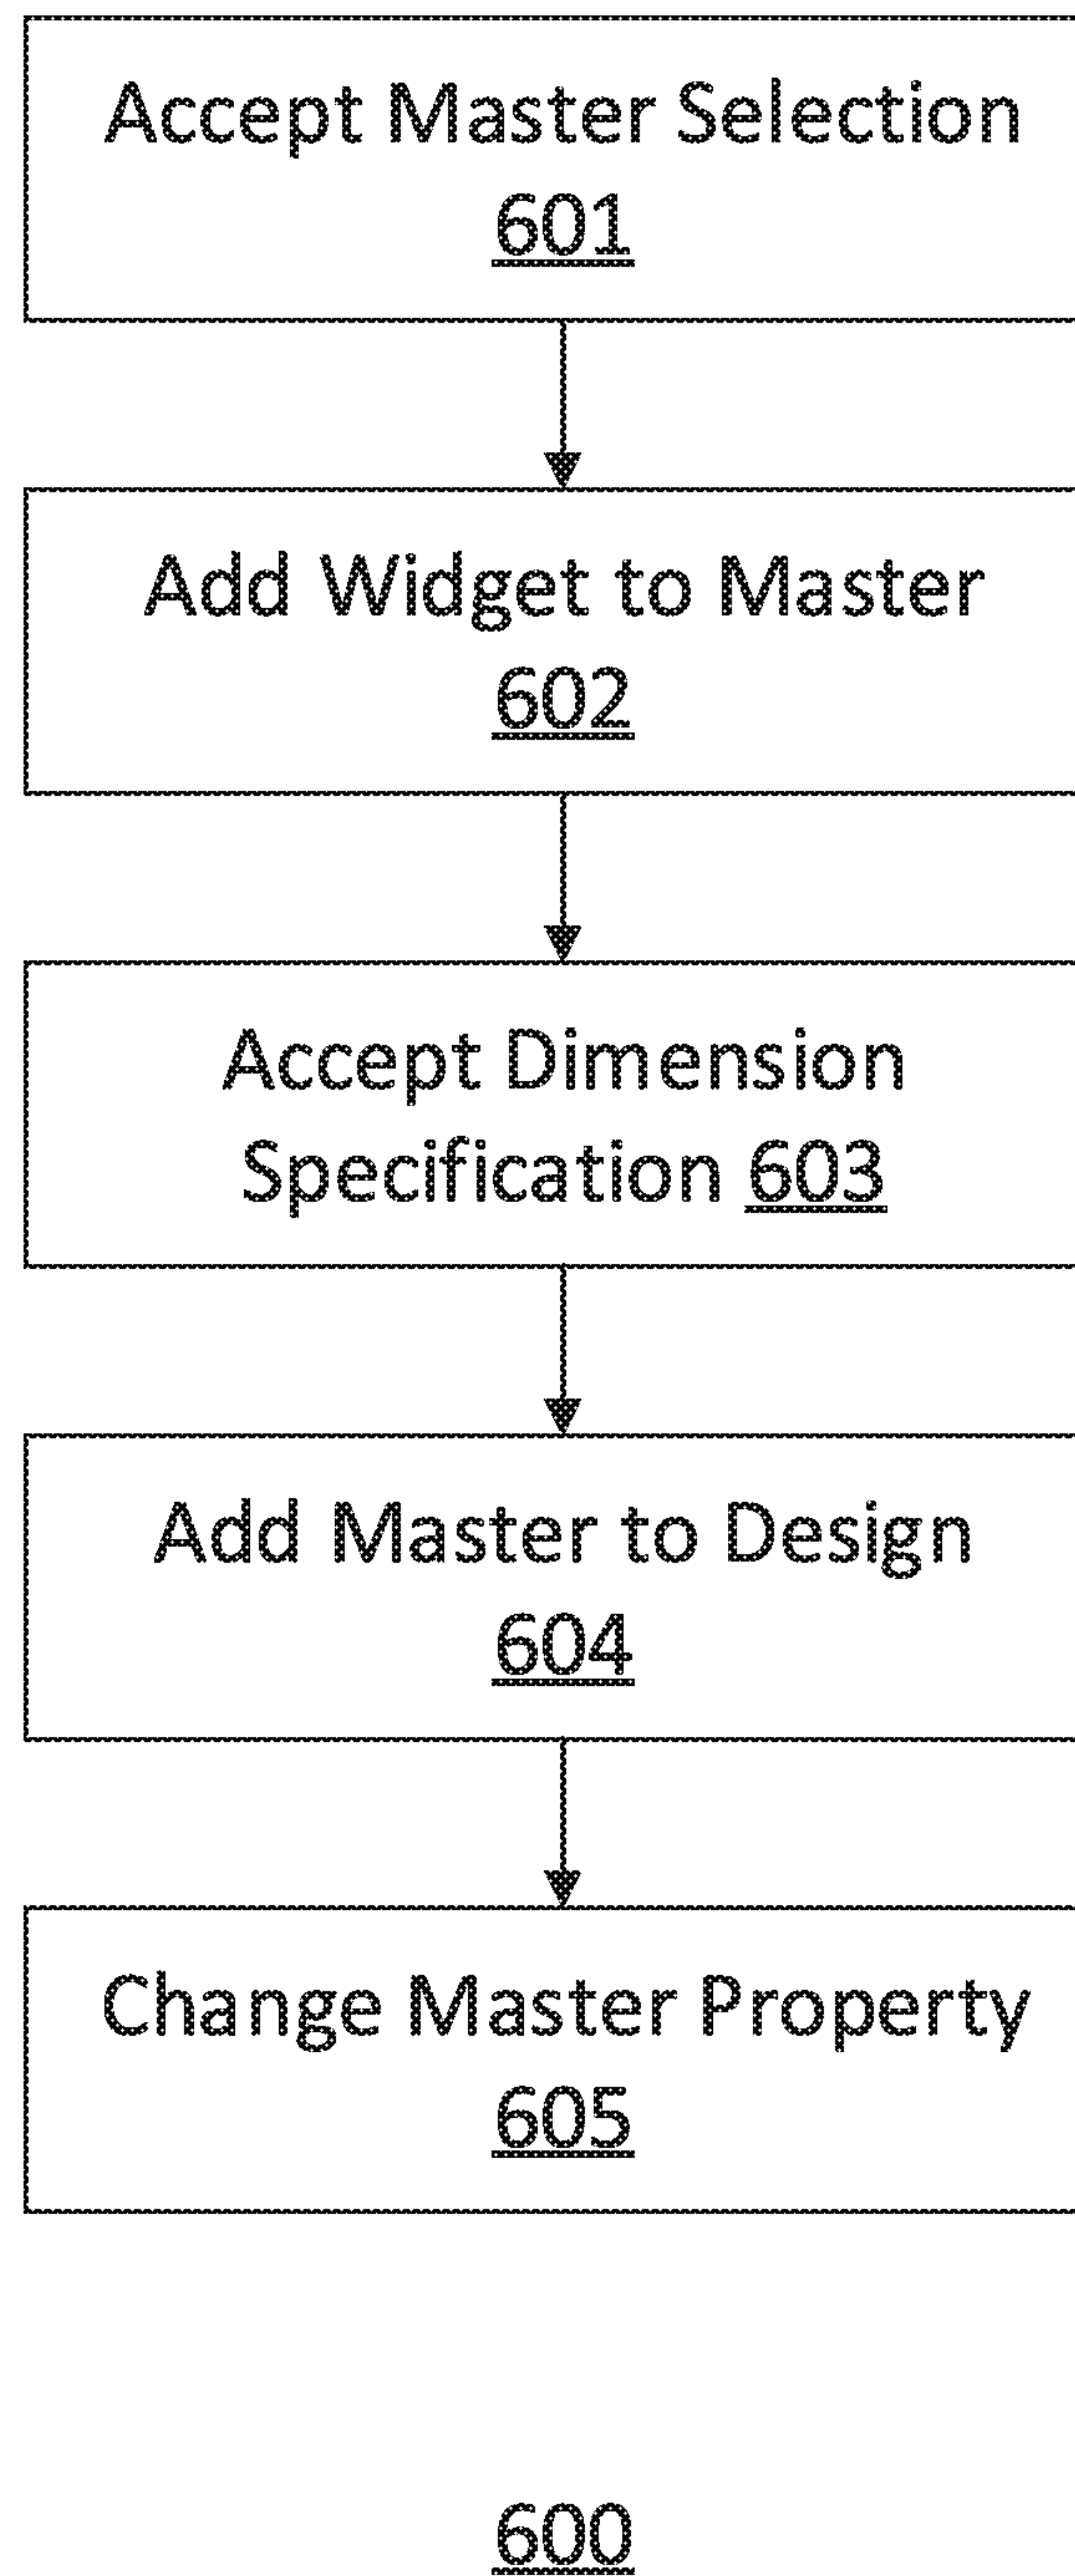 Accept Master Selection
601
Add Widget to Master
602
Accept Dimension
Specification 603
Add Master to Design
604
Change Master Property
605
600